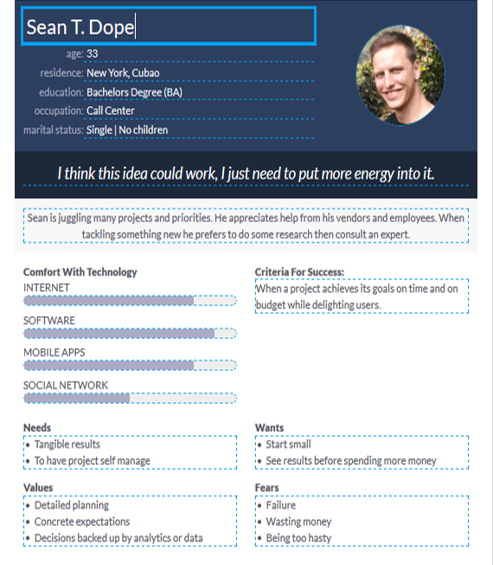 Sean T. Dope
age: 33
residence: New York, Cubao
education: Bachelors Degree (BA)
occupation: Call Center
marital status: Single | No children
I think this idea could work, I just need to put more energy into it.
Sean is juggling many projects and priorities. He appreciates help from his vendors and employees. When
tackling something new he prefers to do some research then consult an expert.
Comfort With Technology
INTERNET
SOFTWARE
MOBILE APPS
SOCIAL NETWORK
Criteria For Success:
When a project achieves its goals on time and on
budget while delighting users.
Needs
• Tangible results
• To have project self manage
Wants
• Start small
• See results before spending more money
Values
• Detailed planning
• Concrete expectations
• Decisions backed up by analytics or data
Fears
• Failure
• Wasting money
• Being too hasty